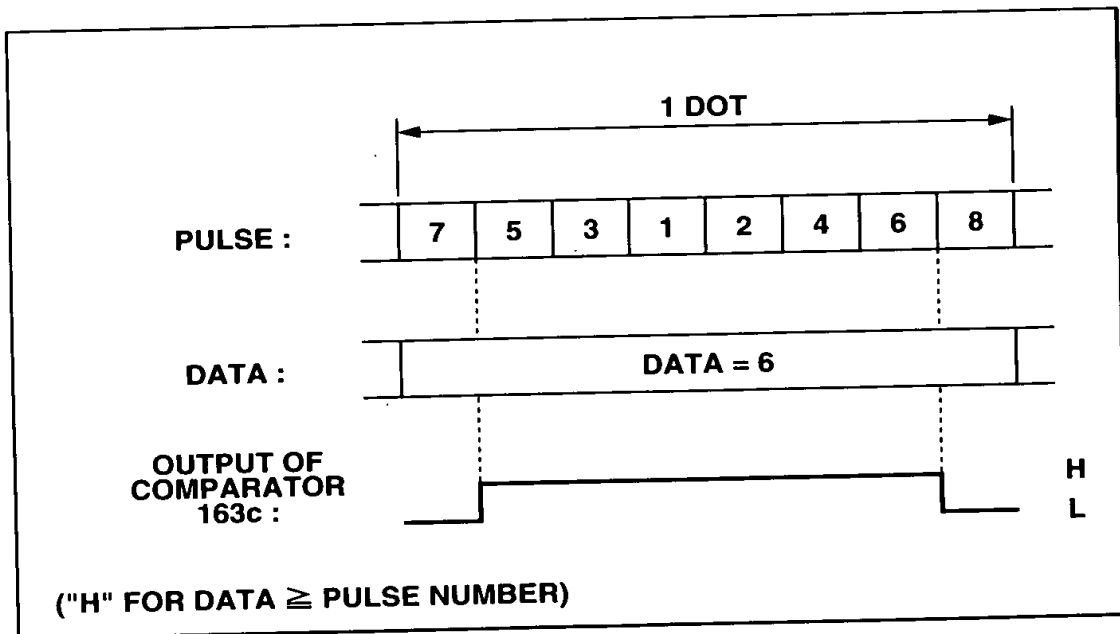 1 DOT
PULSE : 7 5 3 1 2 4 6 8
DATA : DATA = 6
OUTPUT OF
COMPARATOR
163c :
H
L
("H" FOR DATA ≧ PULSE NUMBER)